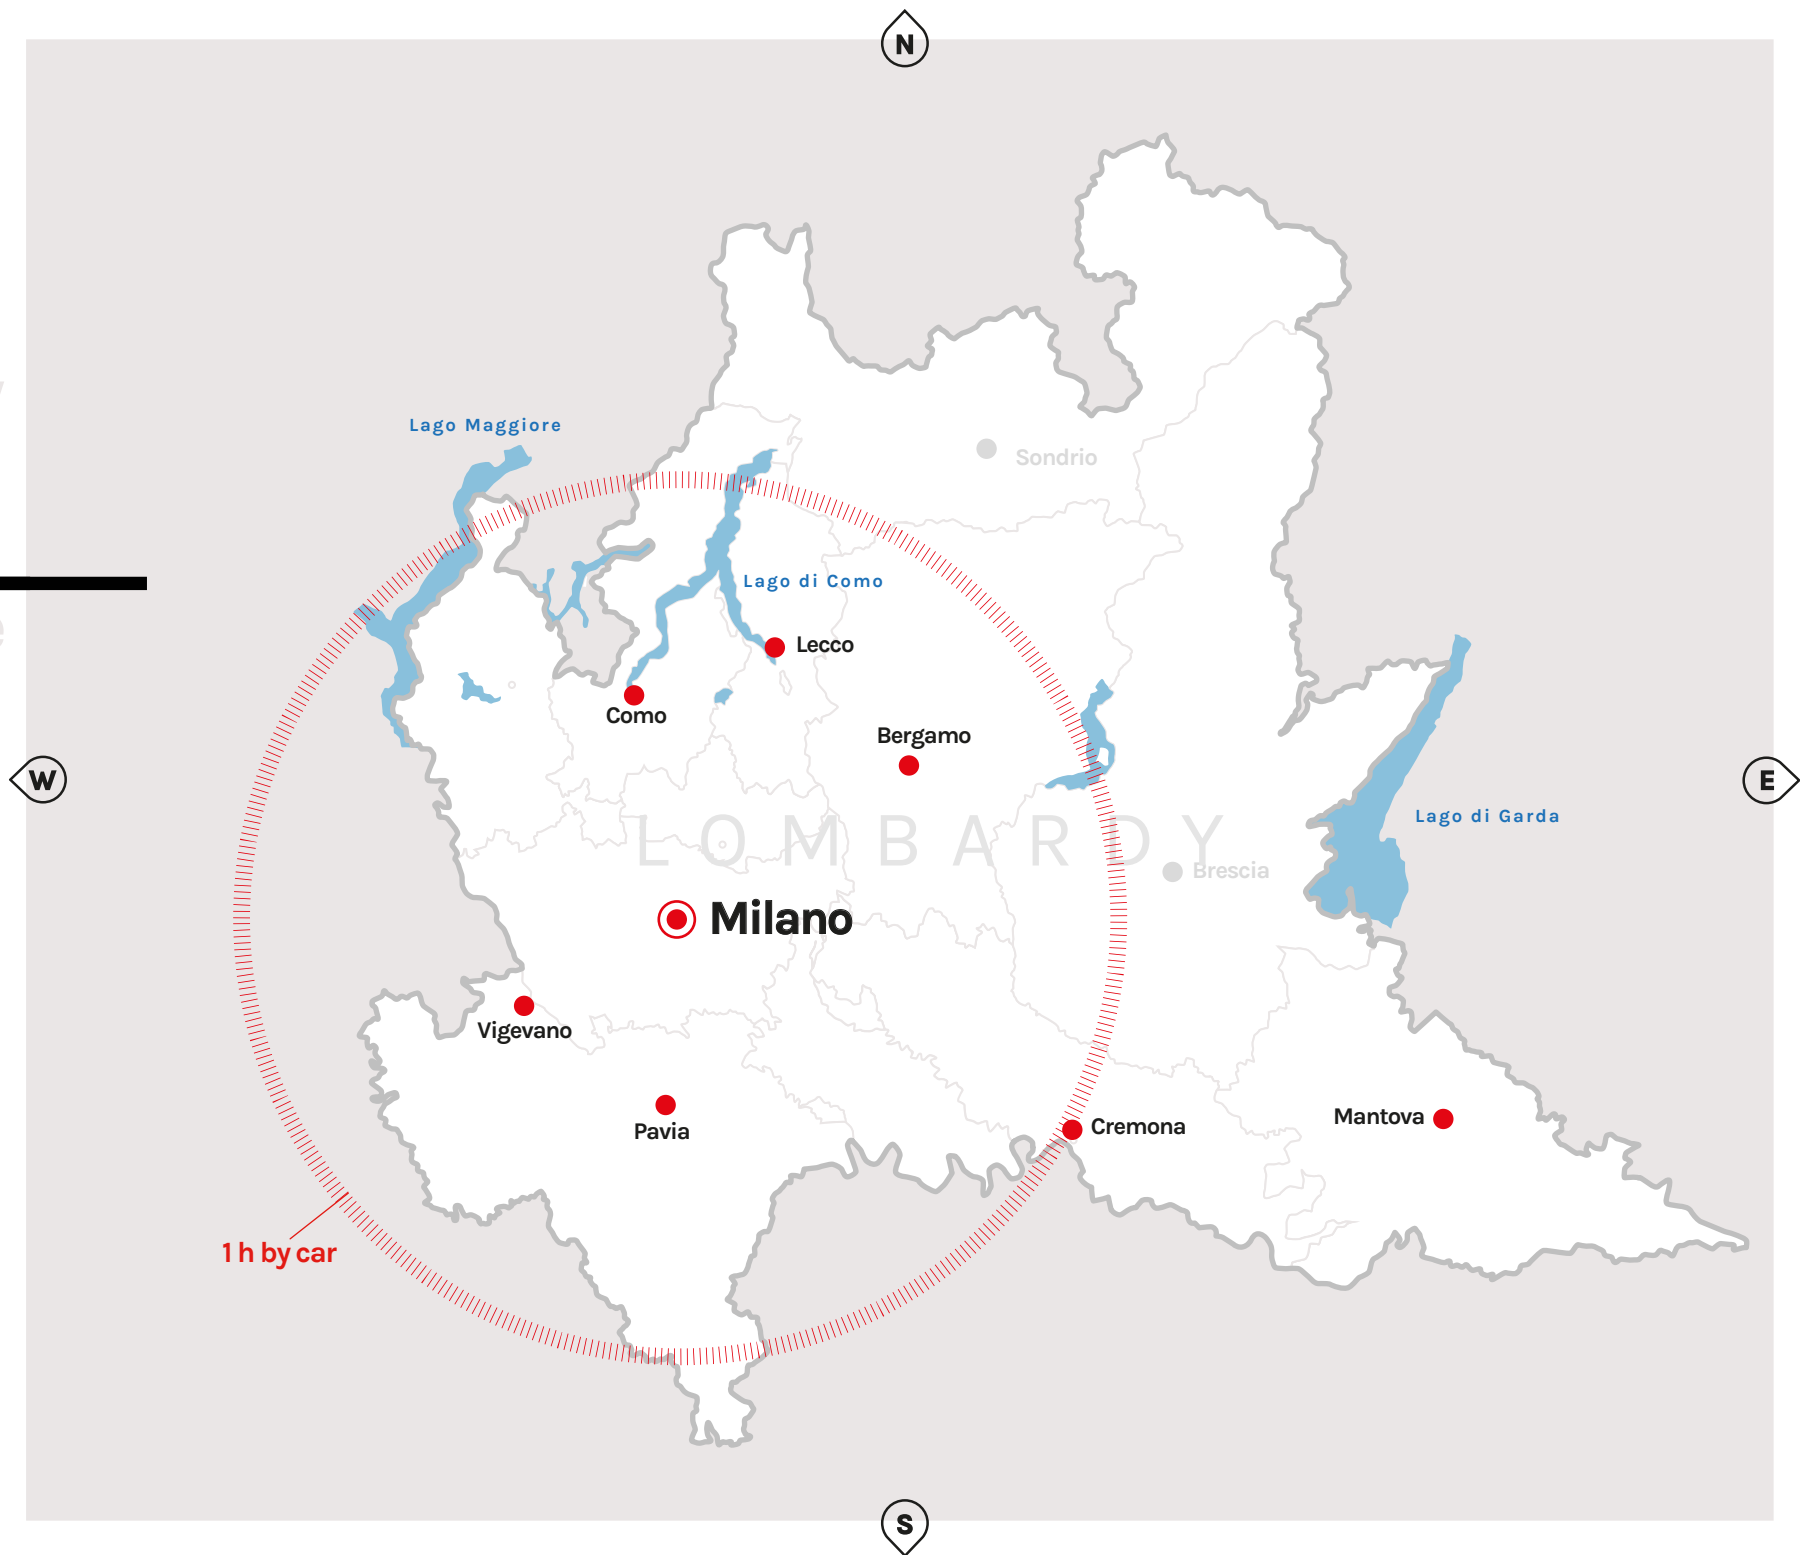 N
Lago Maggiore
Sondrio
Lago di Como
Lecco
Como
Bergamo
W
E
LOMBARDY
Lago di Garda
Brescia
Milano
Vigevano
Pavia
Cremona
Mantova
1 h by car
S